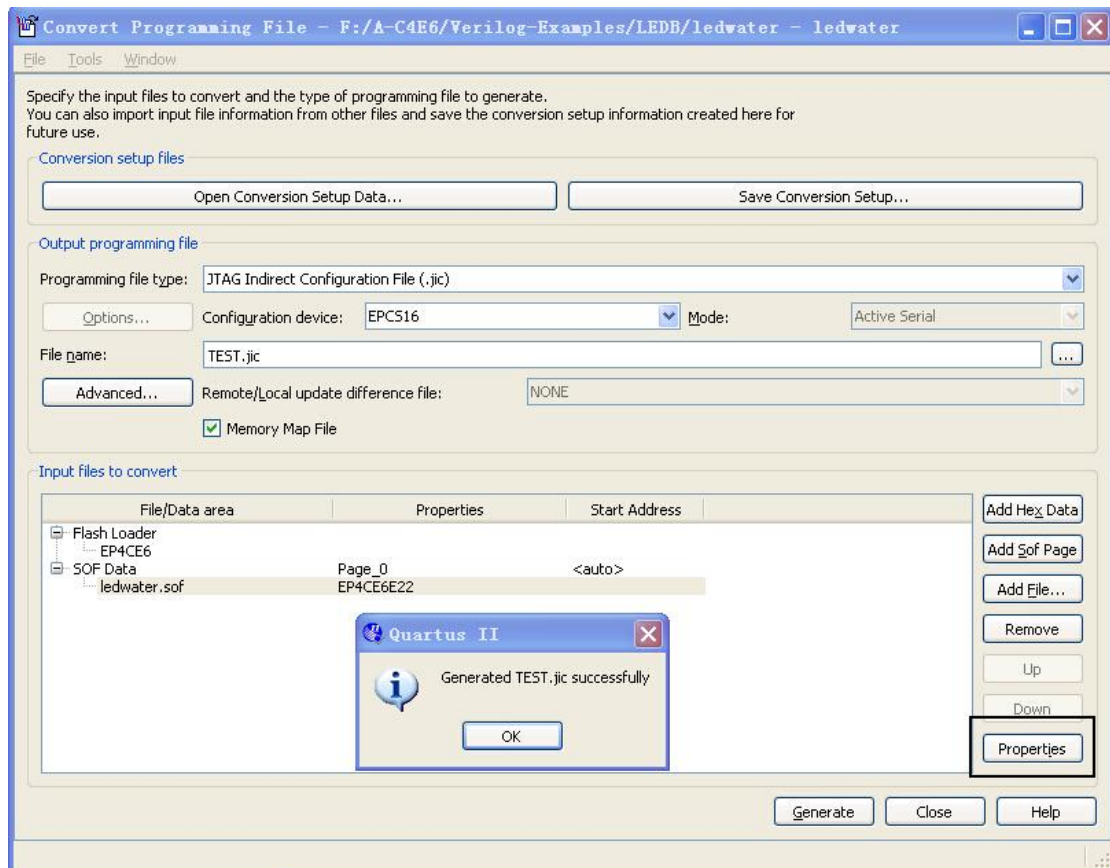 Convert Programming File - F:/A-C4E6/Verilog-Examples/LEDB/ledwater - ledwater
File Tools Window
Specify the input files to convert and the type of programming file to generate.
You can also import input file information from other files and save the conversion setup information created here for
future use.
Conversion setup files
Open Conversion Setup Data... Save Conversion Setup...
Output programming file
Programming file type: JTAG Indirect Configuration File (.jic)
Options... Configuration device: EPCS16 Mode: Active Serial
File name: TEST.jic ...
Advanced... Remote/Local update difference file: NONE
Memory Map File
Input files to convert
File/Data area Properties Start Address Add Hex Data
Flash Loader
EP4CE6 Add Sof Page
SOF Data Page_0 <auto>
ledwater.sof EP4CE6E22 Add File...
Quartus II Remove
Generated TEST.jic successfully Up
Down
OK Properties
Generate Close Help